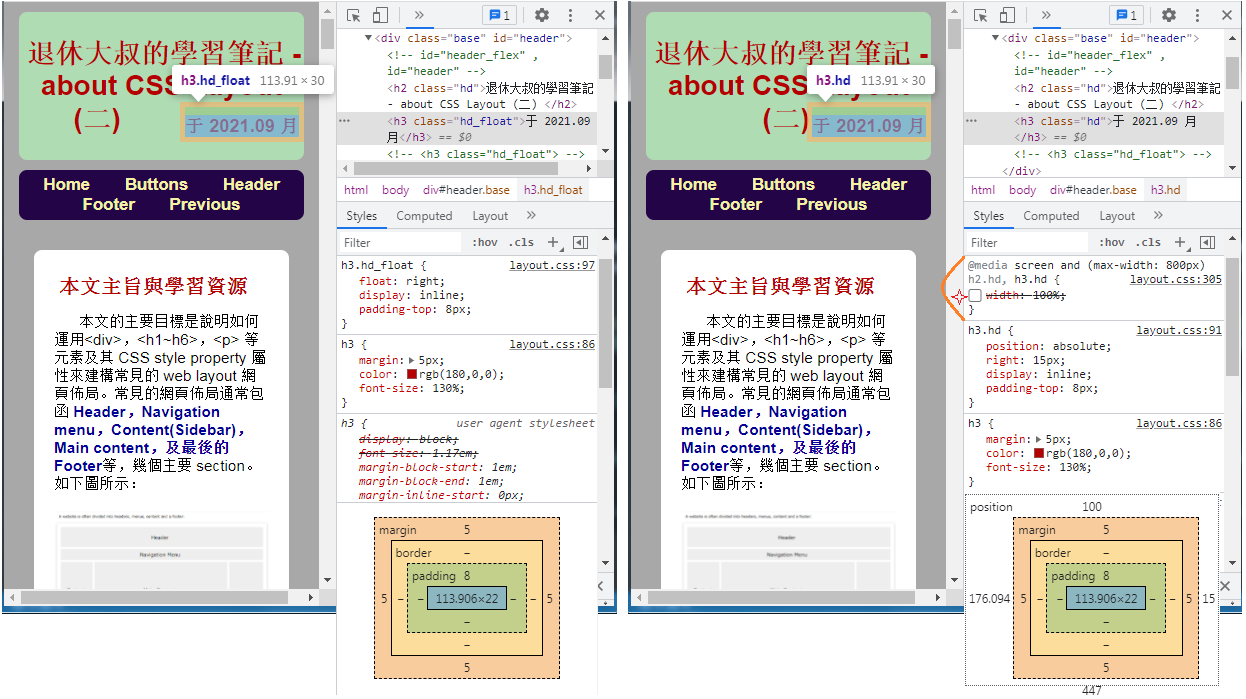 退休大叔的學習筆記 -
about CSS Layout
(二)
h3.hd_float 113.91 × 30
于 2021.09 月
Home Buttons Header
Footer Previous
本文主旨與學習資源
本文的主要目標是說明如何
運用<div>，<h1~h6>，<p> 等
元素及其 CSS style property 屬
性來建構常見的 web layout 網
頁佈局。常見的網頁佈局通常包
函 Header，Navigation
menu，Content(Sidebar)，
Main content，及最後的
Footer等，幾個主要 section。
如下圖所示：
A website is often divided into headers, menus, content and a footer:
Header
Navigation Menu
» 1
▼<div class="base" id="header">
<!-- id="header_flex" ,
id="header" -->
<h2 class="hd">退休大叔的學習筆記
- about CSS Layout (二) </h2>
··· <h3 class="hd_float">于 2021.09
月</h3> == $0
<!-- <h3 class="hd_float"> -->
html body div#header.base h3.hd_float
Styles Computed Layout »
Filter :hov .cls +
h3.hd_float { layout.css:97
float: right;
display: inline;
padding-top: 8px;
}
h3 { layout.css:86
margin: ▶ 5px;
color: rgb(180,0,0);
font-size: 130%;
}
h3 { user agent stylesheet
display: block;
font-size: 1.17em;
margin-block-start: 1em;
margin-block-end: 1em;
margin-inline-start: 0px;
margin 5
border –
padding 8
5 – – 113.906×22 – – 5
–
–
5
退休大叔的學習筆記 -
about CSS Layout
(二)
h3.hd 113.91 × 30
于 2021.09 月
Home Buttons Header
Footer Previous
本文主旨與學習資源
本文的主要目標是說明如何
運用<div>，<h1~h6>，<p> 等
元素及其 CSS style property 屬
性來建構常見的 web layout 網
頁佈局。常見的網頁佈局通常包
函 Header，Navigation
menu，Content(Sidebar)，
Main content，及最後的
Footer等，幾個主要 section。
如下圖所示：
A website is often divided into headers, menus, content and a footer:
Header
Navigation Menu
» 1
▼<div class="base" id="header">
<!-- id="header_flex" ,
id="header" -->
<h2 class="hd">退休大叔的學習筆記
- about CSS Layout (二) </h2>
··· <h3 class="hd">于 2021.09 月
</h3> == $0
<!-- <h3 class="hd_float"> -->
</div>
html body div#header.base h3.hd
Styles Computed Layout »
Filter :hov .cls +
@media screen and (max-width: 800px)
h2.hd, h3.hd { layout.css:305
width: 100%;
}
h3.hd { layout.css:91
position: absolute;
right: 15px;
display: inline;
padding-top: 8px;
}
h3 { layout.css:86
margin: ▶ 5px;
color: rgb(180,0,0);
font-size: 130%;
}
position 100
margin 5
border –
padding 8
176.094 5 – – 113.906×22 – – 5 15
–
–
5
447